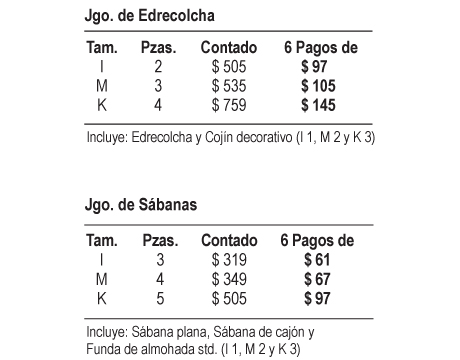 Jgo. de Edrecolcha
Tam. Pzas. Contado 6 Pagos de
I 2 $ 505 $ 97
M 3 $ 535 $ 105
K 4 $ 759 $ 145
Incluye: Edrecolcha y Cojín decorativo (I 1, M 2 y K 3)
Jgo. de Sábanas
Tam. Pzas. Contado 6 Pagos de
I 3 $ 319 $ 61
M 4 $ 349 $ 67
K 5 $ 505 $ 97
Incluye: Sábana plana, Sábana de cajón y
Funda de almohada std. (I 1, M 2 y K 3)